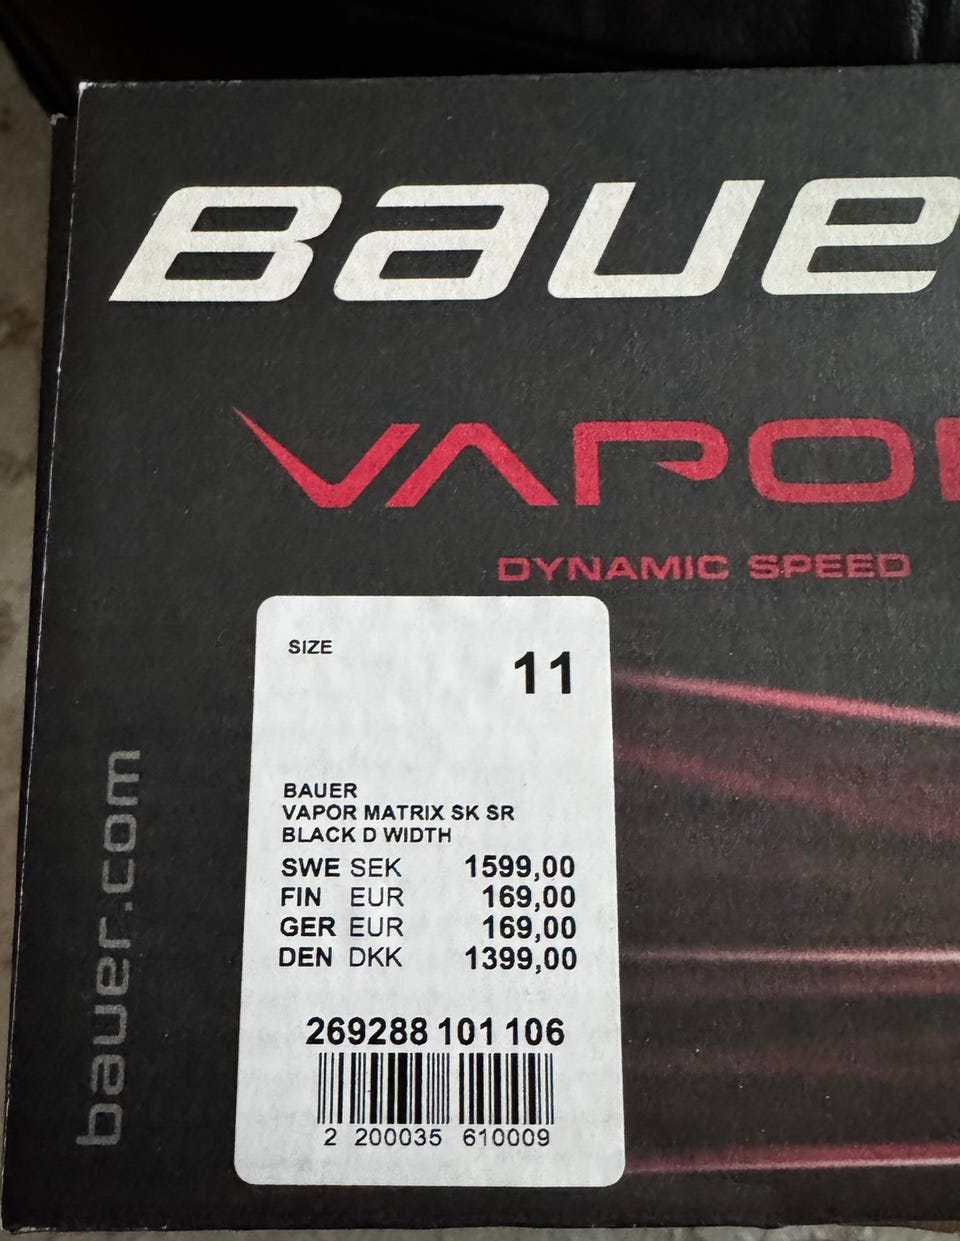 BAUE
VAPOR
DYNAMIC SPEED
SIZE
11
BAUER
VAPOR MATRIX SK SR
BLACK D WIDTH
SWE SEK 1599,00
FIN EUR 169,00
GER EUR 169,00
DEN DKK 1399,00
269288 101 106
2 200035 610009
bauer.com